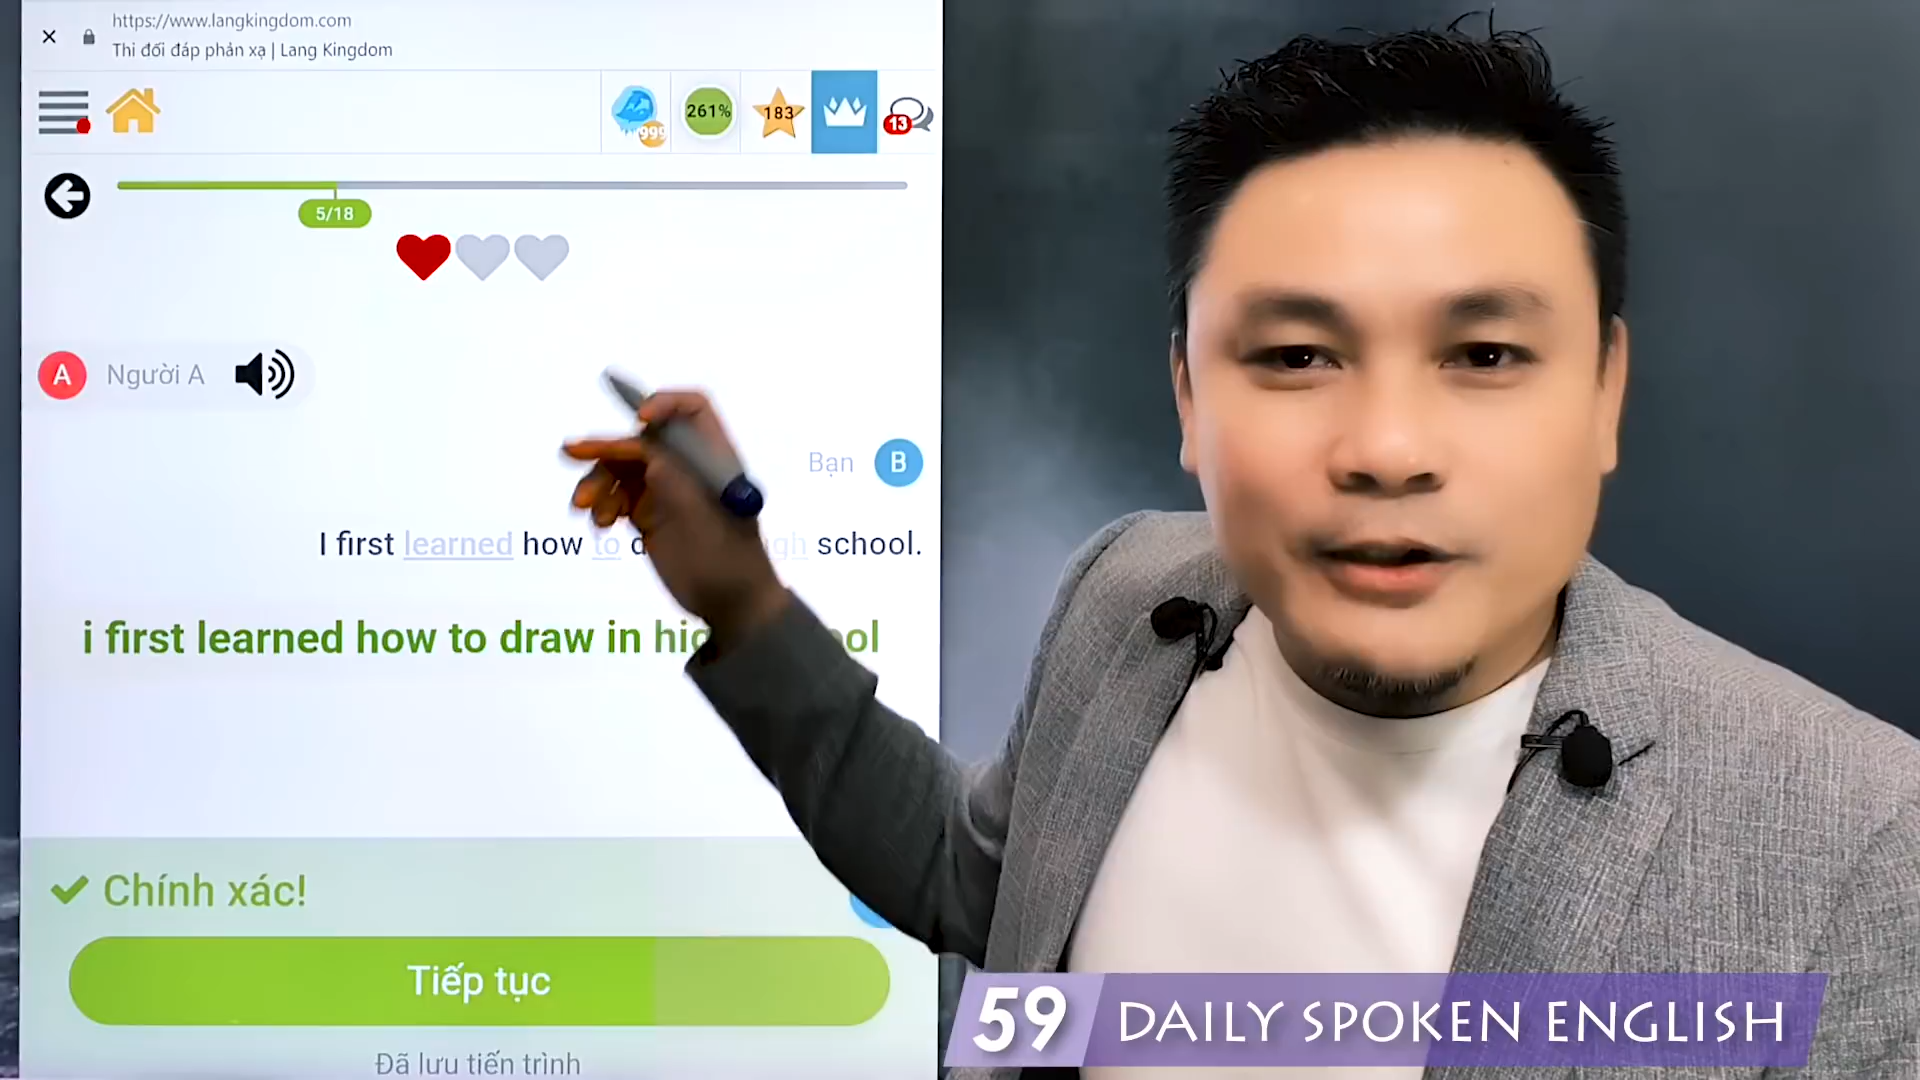 https://www.langkingdom.com
Thi đối đáp phản xạ | Lang Kingdom
999
261%
183
13
5/18
A Người A
Bạn B
I first learned how to school.
i first learned how to draw in
Chính xác!
Tiếp tục
Đã lưu tiến trình
59 DAILY SPOKEN ENGLISH